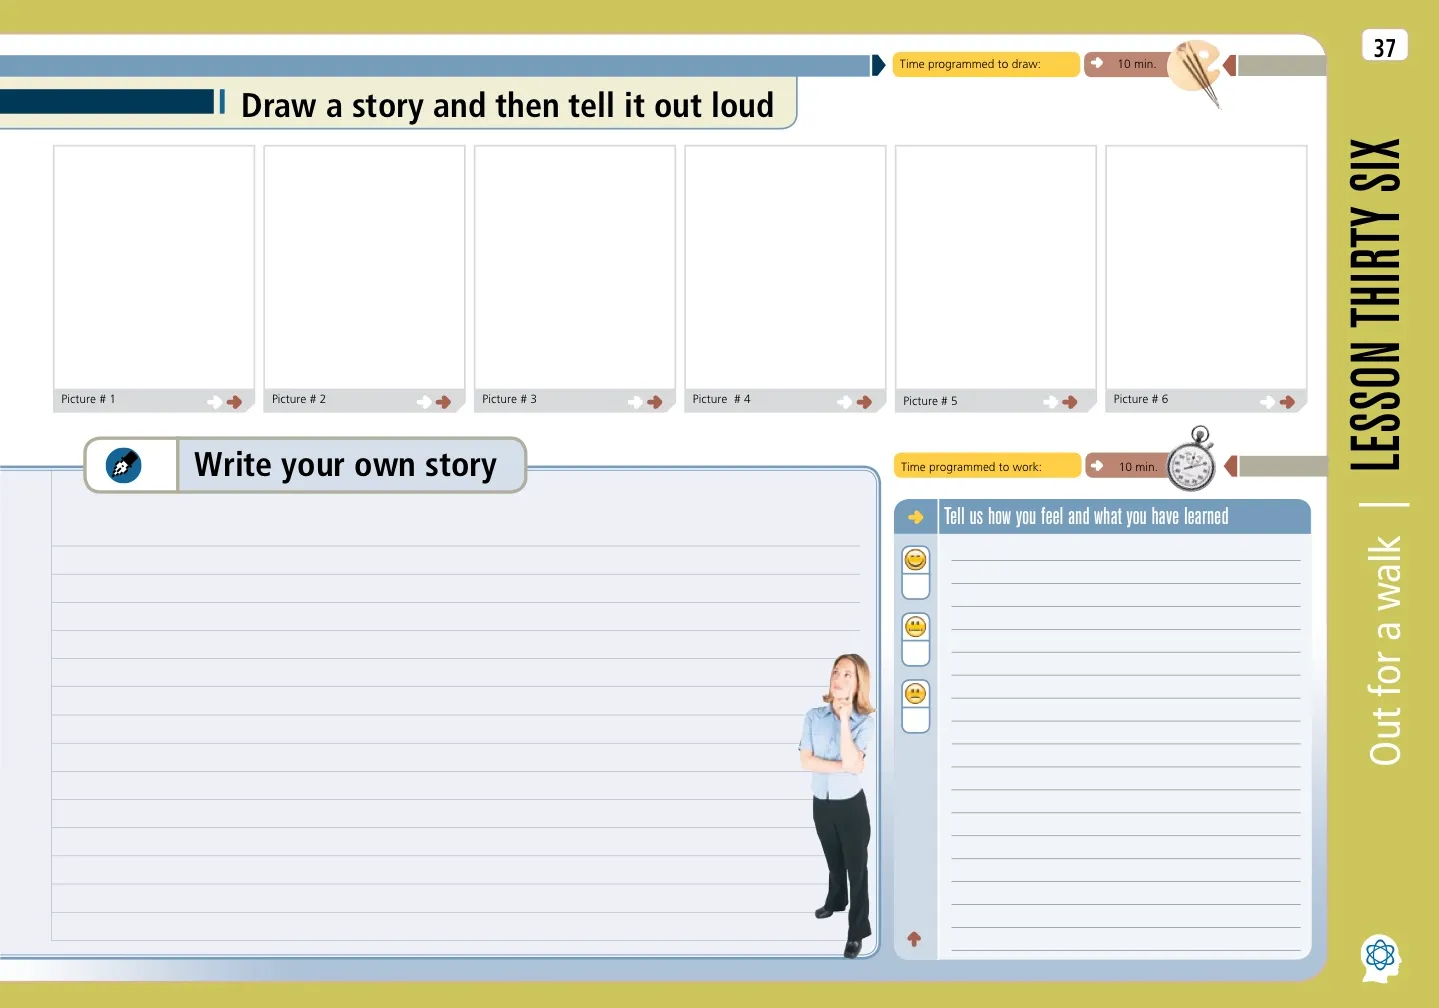 37
Time programmed to draw:
10 min.
Draw a story and then tell it out loud
Picture # 1
Picture # 2
Picture # 3
Picture  # 4
Picture # 5
Picture # 6
Write your own story
Time programmed to work:
10 min.
Tell us how you feel and what you have learned
LESSON THIRTY SIX
Out for a walk